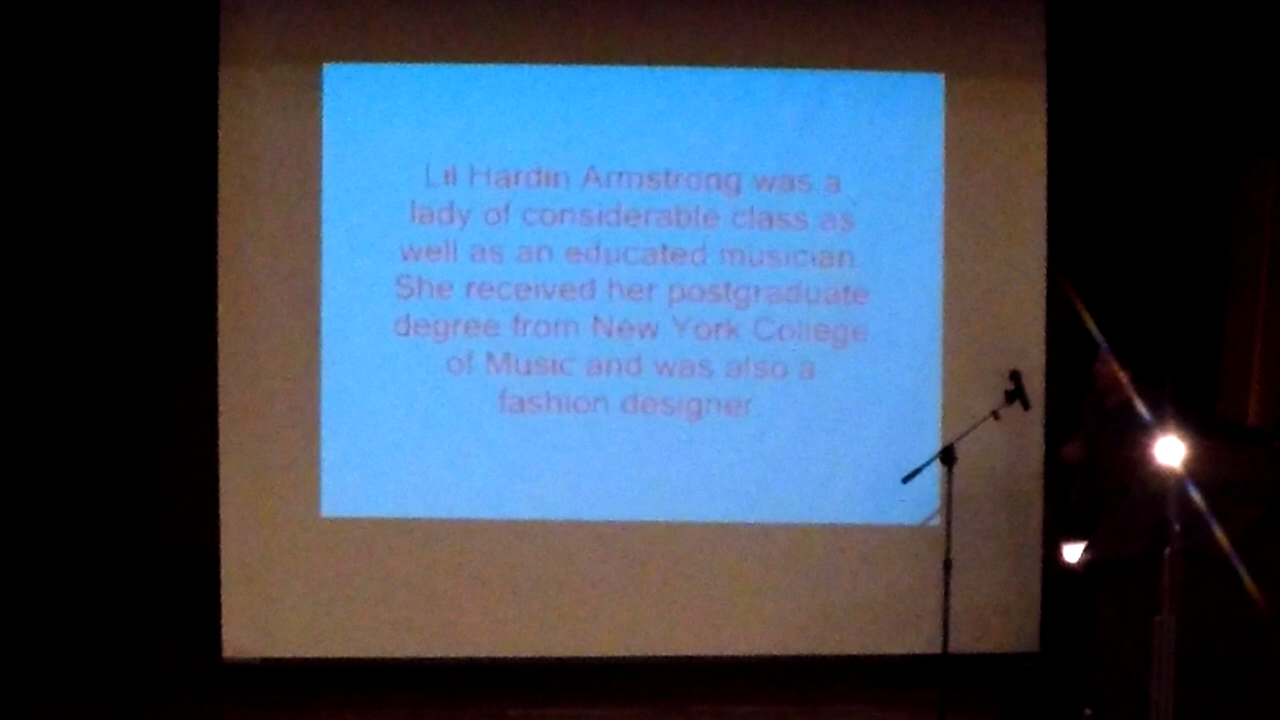 Lil Hardin Armstrong was a
lady of considerable class as
well as an educated musician.
She received her postgraduate
degree from New York College
of Music and was also a
fashion designer